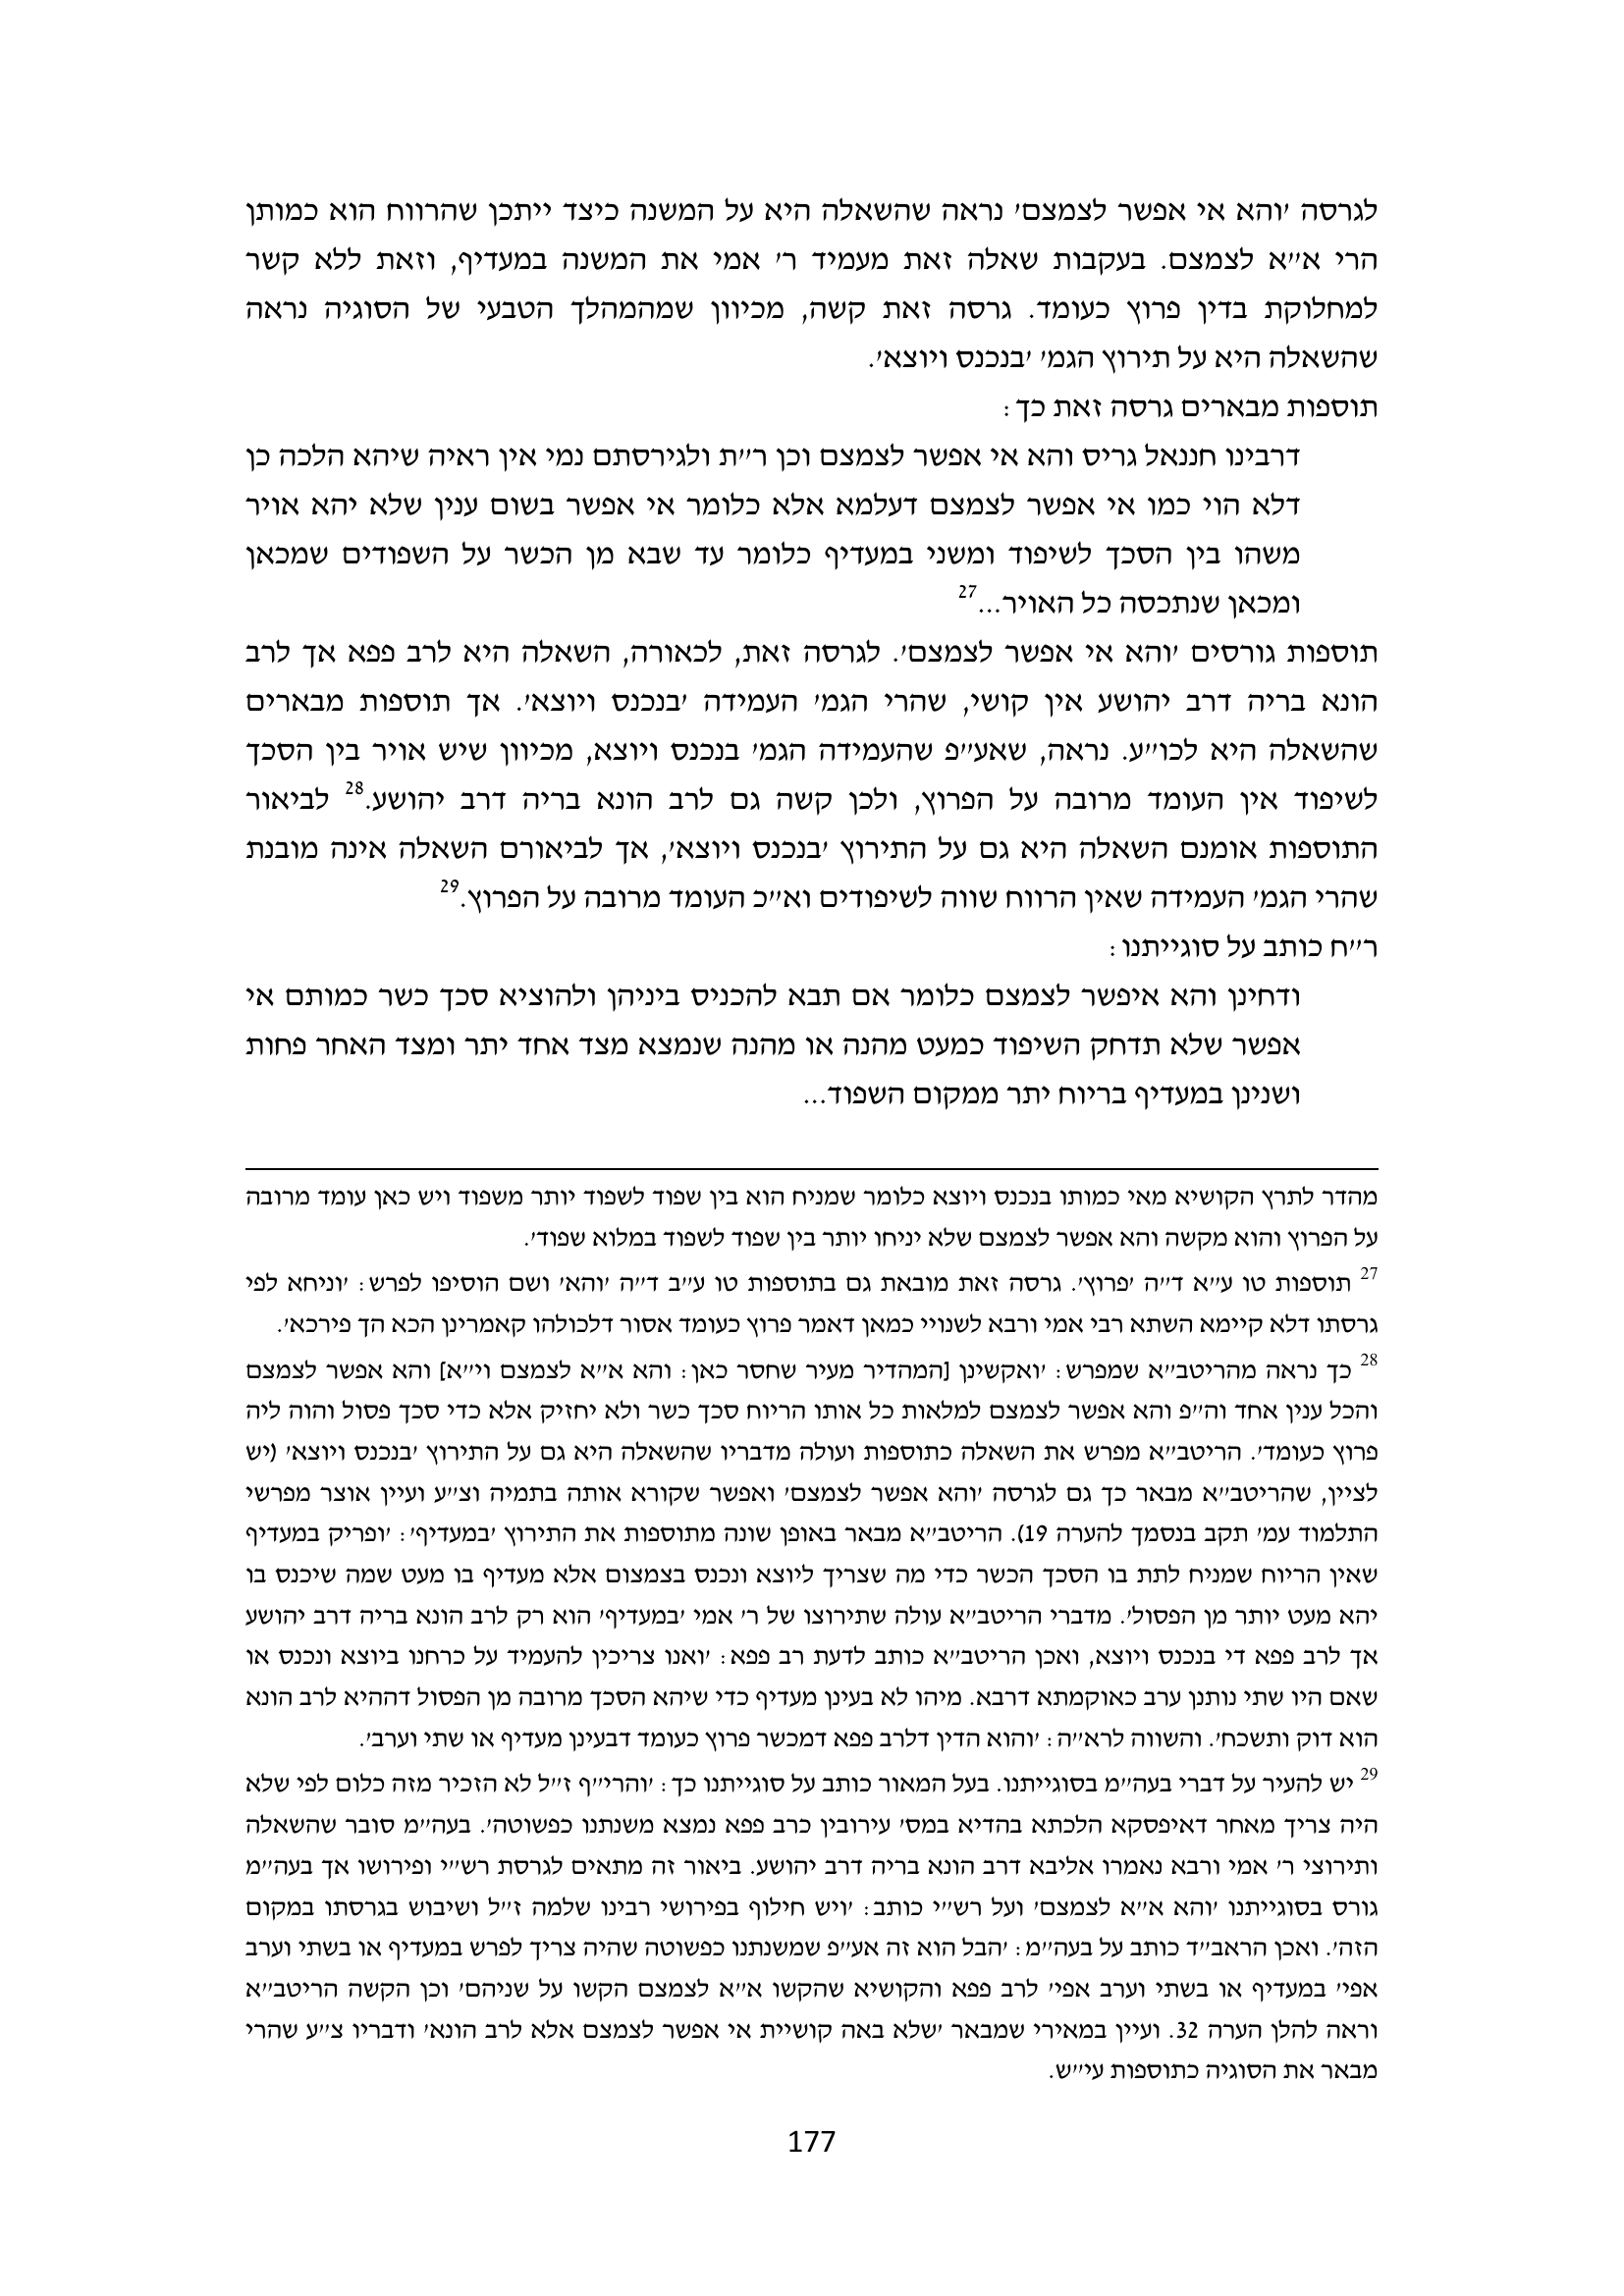 לגרסה 'והא אי אפשר לצמצם' נראה שהשאלה היא על המשנה כיצד ייתכן שהרווח הוא כמותן
הרי א"א לצמצם. בעקבות שאלה זאת מעמיד ר' אמי את המשנה במעדיף, וזאת ללא קשר
למחלוקת בדין פרוץ כעומד. גרסה זאת קשה, מכיוון שמהמהלך הטבעי של הסוגיה נראה
שהשאלה היא על תירוץ הגמ' 'בנכנס ויוצא'.
תוספות מבארים גרסה זאת כך:
דרבינו חננאל גריס והא אי אפשר לצמצם וכן ר"ת ולגירסתם נמי אין ראיה שיהא הלכה כן
דלא הוי כמו אי אפשר לצמצם דעלמא אלא כלומר אי אפשר בשום ענין שלא יהא אויר
משהו בין הסכך לשיפוד ומשני במעדיף כלומר עד שבא מן הכשר על השפודים שמכאן
ומכאן שנתכסה כל האויר...27
תוספות גורסים 'והא אי אפשר לצמצם'. לגרסה זאת, לכאורה, השאלה היא לרב פפא אך לרב
הונא בריה דרב יהושע אין קושי, שהרי הגמ' העמידה 'בנכנס ויוצא'. אך תוספות מבארים
שהשאלה היא לכו"ע. נראה, שאע"פ שהעמידה הגמ' בנכנס ויוצא, מכיוון שיש אויר בין הסכך
לשיפוד אין העומד מרובה על הפרוץ, ולכן קשה גם לרב הונא בריה דרב יהושע.28 לביאור
התוספות אומנם השאלה היא גם על התירוץ 'בנכנס ויוצא', אך לביאורם השאלה אינה מובנת
שהרי הגמ' העמידה שאין הרווח שווה לשיפודים וא"כ העומד מרובה על הפרוץ.29
ר"ח כותב על סוגייתנו:
ודחינן והא איפשר לצמצם כלומר אם תבא להכניס ביניהן ולהוציא סכך כשר כמותם אי
אפשר שלא תדחק השיפוד כמעט מהנה או מהנה שנמצא מצד אחד יתר ומצד האחר פחות
ושנינן במעדיף בריוח יתר ממקום השפוד...
מהדר לתרץ הקושיא מאי כמותו בנכנס ויוצא כלומר שמניח הוא בין שפוד לשפוד יותר משפוד ויש כאן עומד מרובה
על הפרוץ והוא מקשה והא אפשר לצמצם שלא יניחו יותר בין שפוד לשפוד במלוא שפוד'.
27 תוספות טו ע"א ד"ה 'פרוץ'. גרסה זאת מובאת גם בתוספות טו ע"ב ד"ה 'והא' ושם הוסיפו לפרש: 'וניחא לפי
גרסתו דלא קיימא השתא רבי אמי ורבא לשנויי כמאן דאמר פרוץ כעומד אסור דלכולהו קאמרינן הכא הך פירכא'.
28 כך נראה מהריטב"א שמפרש: 'ואקשינן [המהדיר מעיר שחסר כאן: והא א"א לצמצם וי"א] והא אפשר לצמצם
והכל ענין אחד וה"פ והא אפשר לצמצם למלאות כל אותו הריוח סכך כשר ולא יחזיק אלא כדי סכך פסול והוה ליה
פרוץ כעומד'. הריטב"א מפרש את השאלה כתוספות ועולה מדבריו שהשאלה היא גם על התירוץ 'בנכנס ויוצא' (יש
לציין, שהריטב"א מבאר כך גם לגרסה 'והא אפשר לצמצם' ואפשר שקורא אותה בתמיה וצ"ע ועיין אוצר מפרשי
התלמוד עמ' תקב בנסמך להערה 19). הריטב"א מבאר באופן שונה מתוספות את התירוץ 'במעדיף': 'ופריק במעדיף
שאין הריוח שמניח לתת בו הסכך הכשר כדי מה שצריך ליוצא ונכנס בצמצום אלא מעדיף בו מעט שמה שיכנס בו
יהא מעט יותר מן הפסול'. מדברי הריטב"א עולה שתירוצו של ר' אמי 'במעדיף' הוא רק לרב הונא בריה דרב יהושע
אך לרב פפא די בנכנס ויוצא, ואכן הריטב"א כותב לדעת רב פפא: 'ואנו צריכין להעמיד על כרחנו ביוצא ונכנס או
שאם היו שתי נותנן ערב כאוקמתא דרבא. מיהו לא בעינן מעדיף כדי שיהא הסכך מרובה מן הפסול דההיא לרב הונא
הוא דוק ותשכח'. והשווה לרא"ה: 'והוא הדין דלרב פפא דמכשר פרוץ כעומד דבעינן מעדיף או שתי וערב'.
29 יש להעיר על דברי בעה"מ בסוגייתנו. בעל המאור כותב על סוגייתנו כך: 'והרי"ף ז"ל לא הזכיר מזה כלום לפי שלא
היה צריך מאחר דאיפסקא הלכתא בהדיא במס' עירובין כרב פפא נמצא משנתנו כפשוטה'. בעה"מ סובר שהשאלה
ותירוצי ר' אמי ורבא נאמרו אליבא דרב הונא בריה דרב יהושע. ביאור זה מתאים לגרסת רש"י ופירושו אך בעה"מ
גורס בסוגייתנו 'והא א"א לצמצם' ועל רש"י כותב: 'ויש חילוף בפירושי רבינו שלמה ז"ל ושיבוש בגרסתו במקום
הזה'. ואכן הראב"ד כותב על בעה"מ: 'הבל הוא זה אע"פ שמשנתנו כפשוטה שהיה צריך לפרש במעדיף או בשתי וערב
אפי' במעדיף או בשתי וערב אפי' לרב פפא והקושיא שהקשו א"א לצמצם הקשו על שניהם' וכן הקשה הריטב"א
וראה להלן הערה 32. ועיין במאירי שמבאר 'שלא באה קושיית אי אפשר לצמצם אלא לרב הונא' ודבריו צ"ע שהרי
מבאר את הסוגיה כתוספות עי"ש.
177